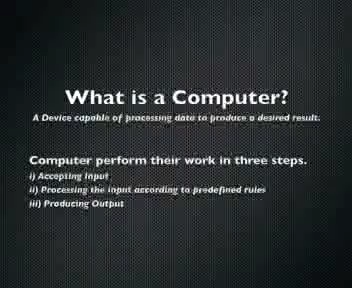 What is a Computer?
A Device capable of processing data to produce a desired result.
Computer perform their work in three steps.
i) Accepting Input
ii) Processing the input according to predefined rules
iii) Producing Output